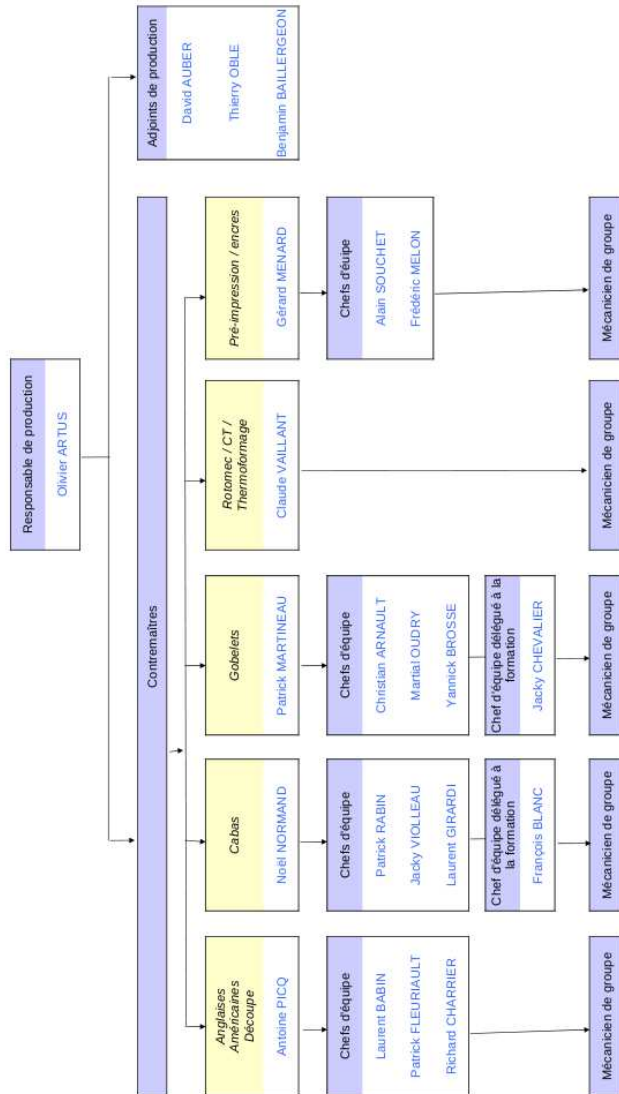 Responsable de production
Olivier ARTUS
Contremaîtres
Adjoints de production
David AUBER
Thierry OBLE
Benjamin BAILLERGEON
Anglaises
Américaines
Découpe
Antoine PICQ
Chefs d'équipe
Laurent BABIN
Patrick FLEURIAULT
Richard CHARRIER
Mécanicien de groupe
Cabas
Noël NORMAND
Chefs d'équipe
Patrick RABIN
Jacky VIOLLEAU
Laurent GIRARDI
Chef d'équipe délégué à
la formation
François BLANC
Mécanicien de groupe
Gobelets
Patrick MARTINEAU
Chefs d'équipe
Christian ARNAULT
Martial OUDRY
Yannick BROSSE
Chef d'équipe délégué à la
formation
Jacky CHEVALIER
Mécanicien de groupe
Rotomec / CT /
Thermoformage
Claude VAILLANT
Mécanicien de groupe
Pré-impression / encres
Gérard MENARD
Chefs d'éuipe
Alain SOUCHET
Frédéric MELON
Mécanicien de groupe